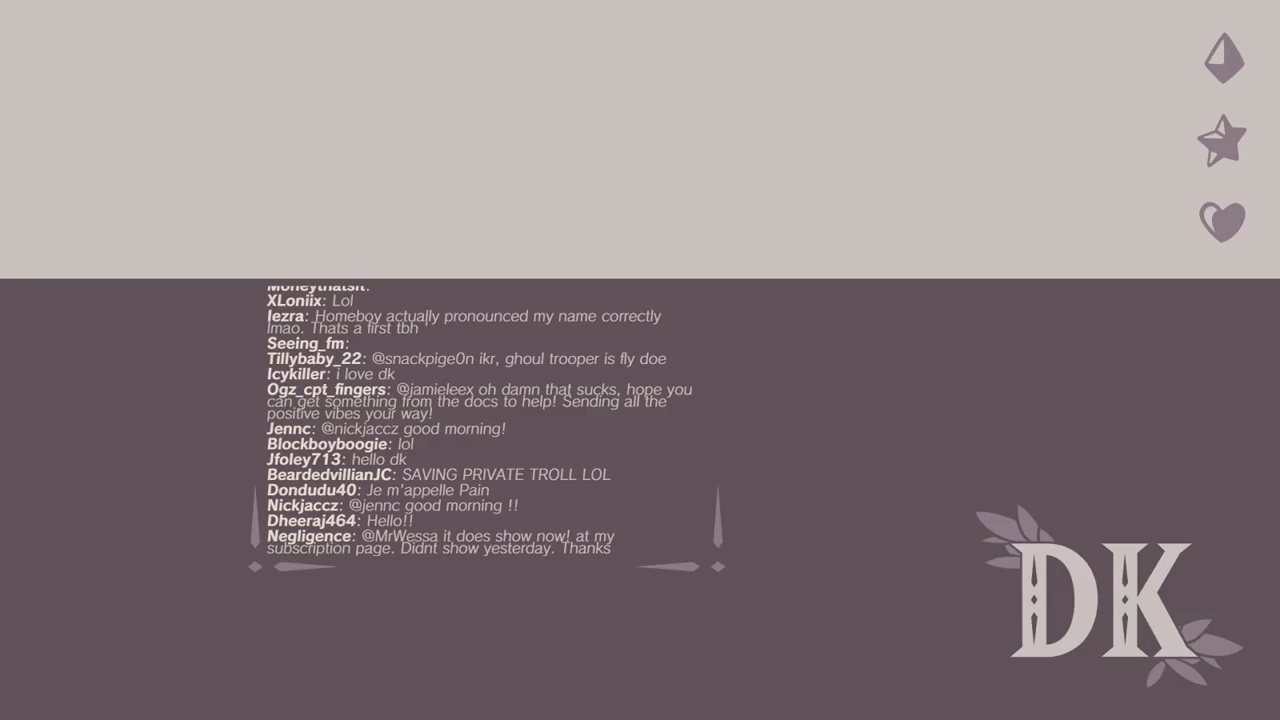 Moneythatsit:
XLoniix: Lol
Iezra: Homeboy actually pronounced my name correctly
lmao. Thats a first tbh
Seeing_fm:
Tillybaby_22: @snackpige0n ikr, ghoul trooper is fly doe
Icykiller: i love dk
Ogz_cpt_fingers: @jamieleex oh damn that sucks, hope you
can get something from the docs to help! Sending all the
positive vibes your way!
Jennc: @nickjaccz good morning!
Blockboyboogie: lol
Jfoley713: hello dk
BeardedvillianJC: SAVING PRIVATE TROLL LOL
Dondudu40: Je m'appelle Pain
Nickjaccz: @jennc good morning !!
Dheeraj464: Hello!!
Negligence: @MrWessa it does show now! at my
subscription page. Didnt show yesterday. Thanks
DK